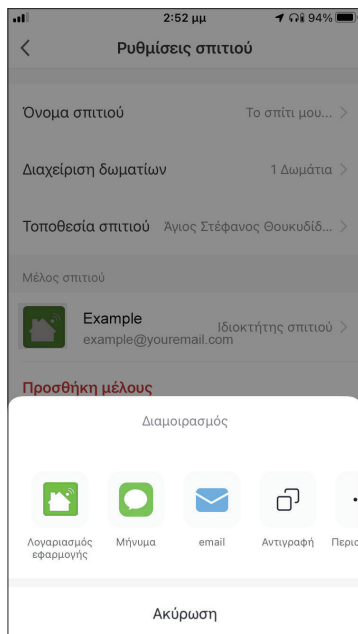 2:52 μμ 94%
Ρυθμίσεις σπιτιού
Όνομα σπιτιού Το σπίτι μου...
Διαχείριση δωματίων 1 Δωμάτια
Τοποθεσία σπιτιού Άγιος Στέφανος Θουκυδίδ...
Μέλος σπιτιού
Example Ιδιοκτήτης σπιτιού
example@youremail.com
Προσθήκη μέλους
Διαμοιρασμός
Λογαριασμός εφαρμογής
Μήνυμα
email
Αντιγραφή
Ακύρωση